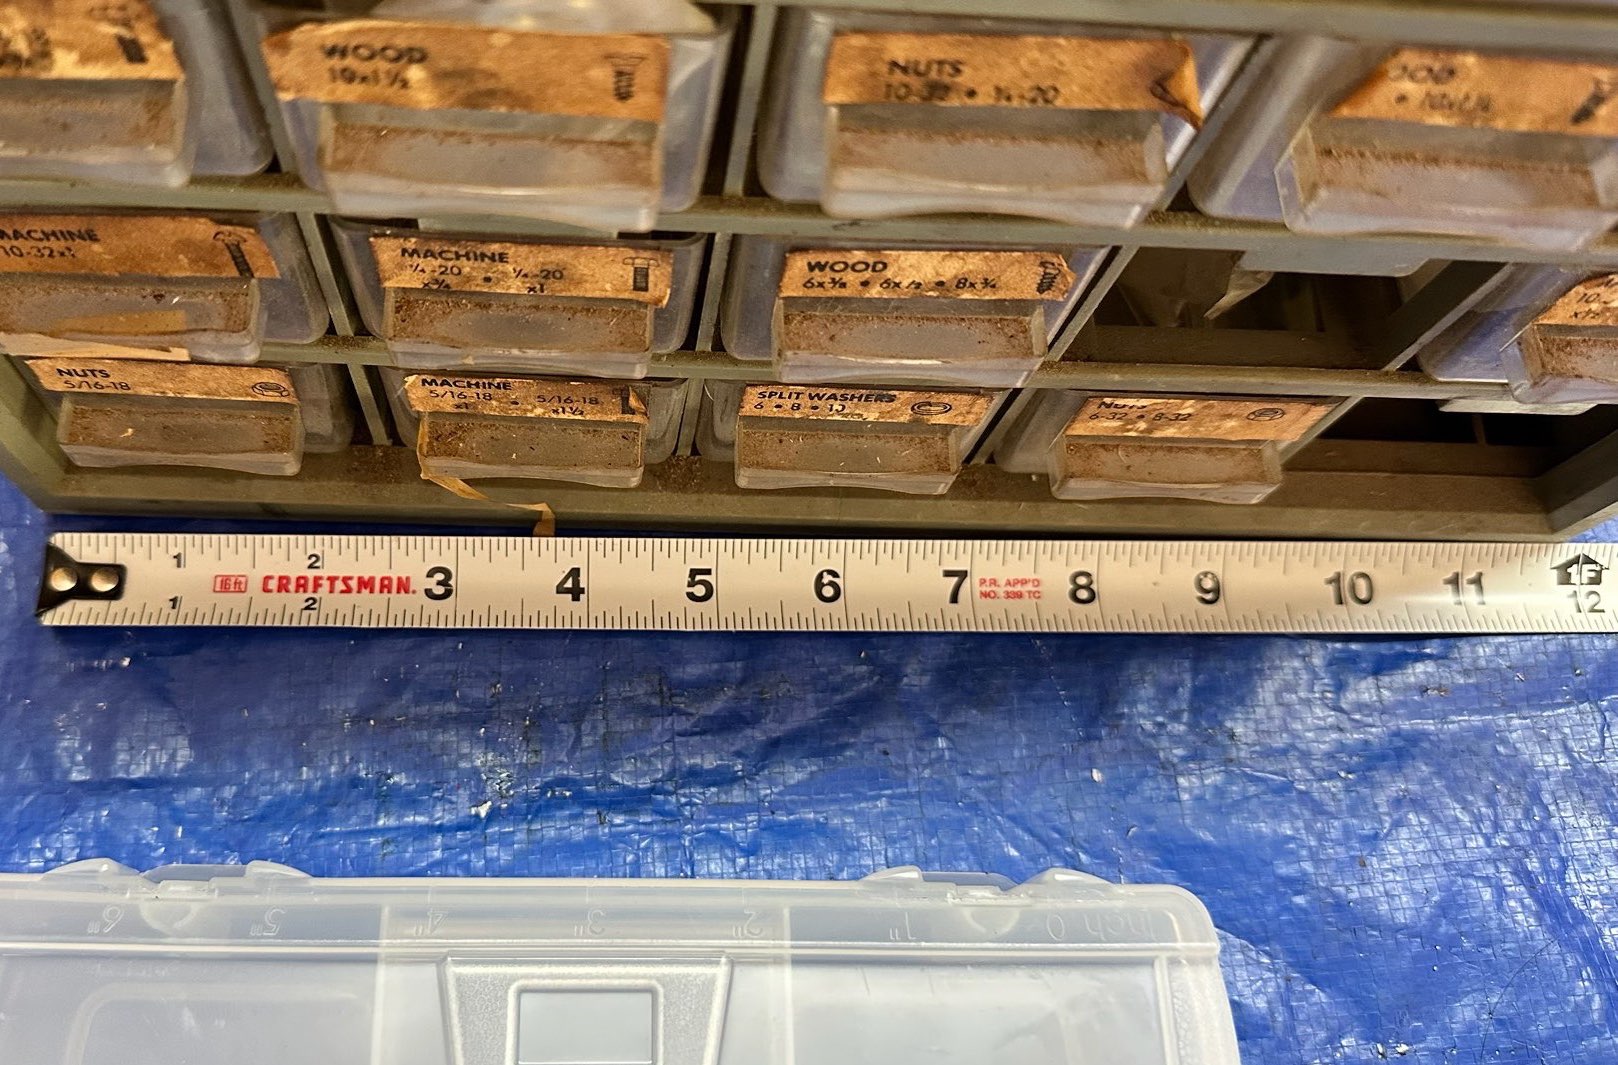 WOOD
10x1½
NUTS
10-32 • ¼-20
MACHINE
10-32x
MACHINE
¼-20 • ¼-20
x¾ x1
WOOD
6x⅜ • 6x½ • 8x¾
10-
NUTS
5/16-18
MACHINE
5/16-18 • 5/16-18
x1 x1½
SPLIT WASHERS
6 • 8 • 10
NUTS
6-32 • 8-32
1 2
16ft CRAFTSMAN. 3 4 5 6 7 P.R. APP'D 8 9 10 11
NO. 339 TC
1 2 12
6" 5" 4" 3" 2" 1" 0 inch